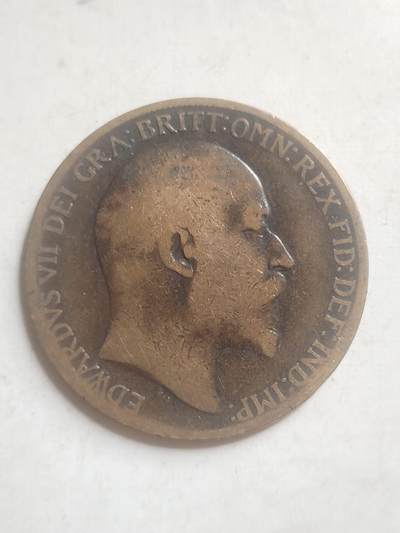 EDWARDVS VII DEI GRA: BRITT: OMN: REX FID: DEF: IND: IMP: